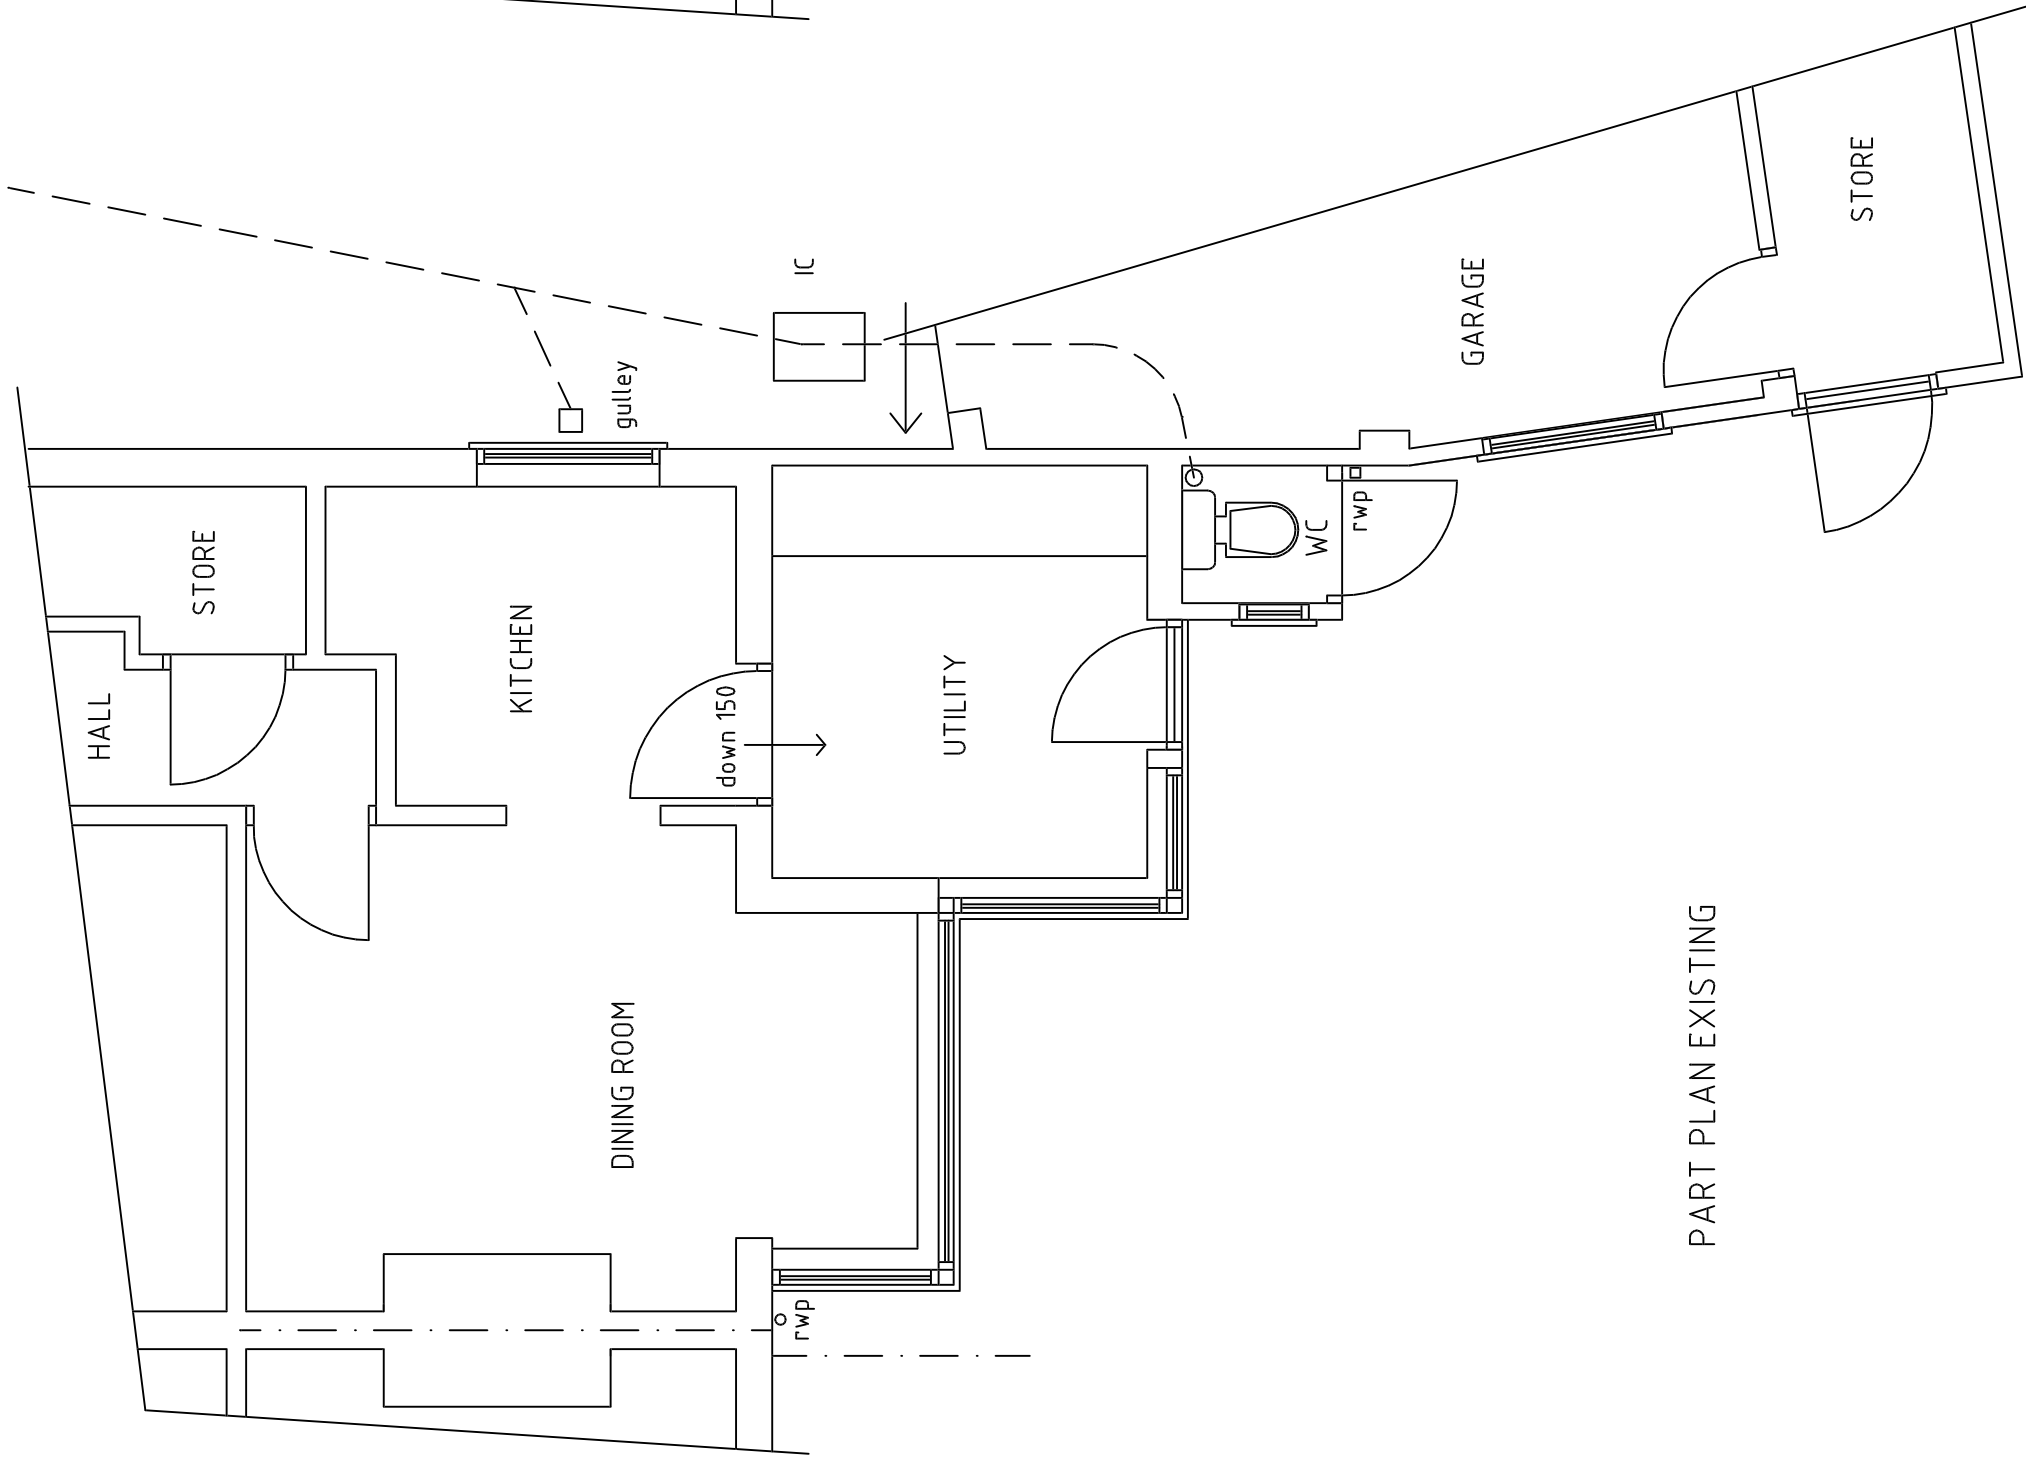 HALL
STORE
KITCHEN
gulley
down 150
IC
UTILITY
DINING ROOM
rwp
WC
rwp
GARAGE
STORE
PART PLAN EXISTING